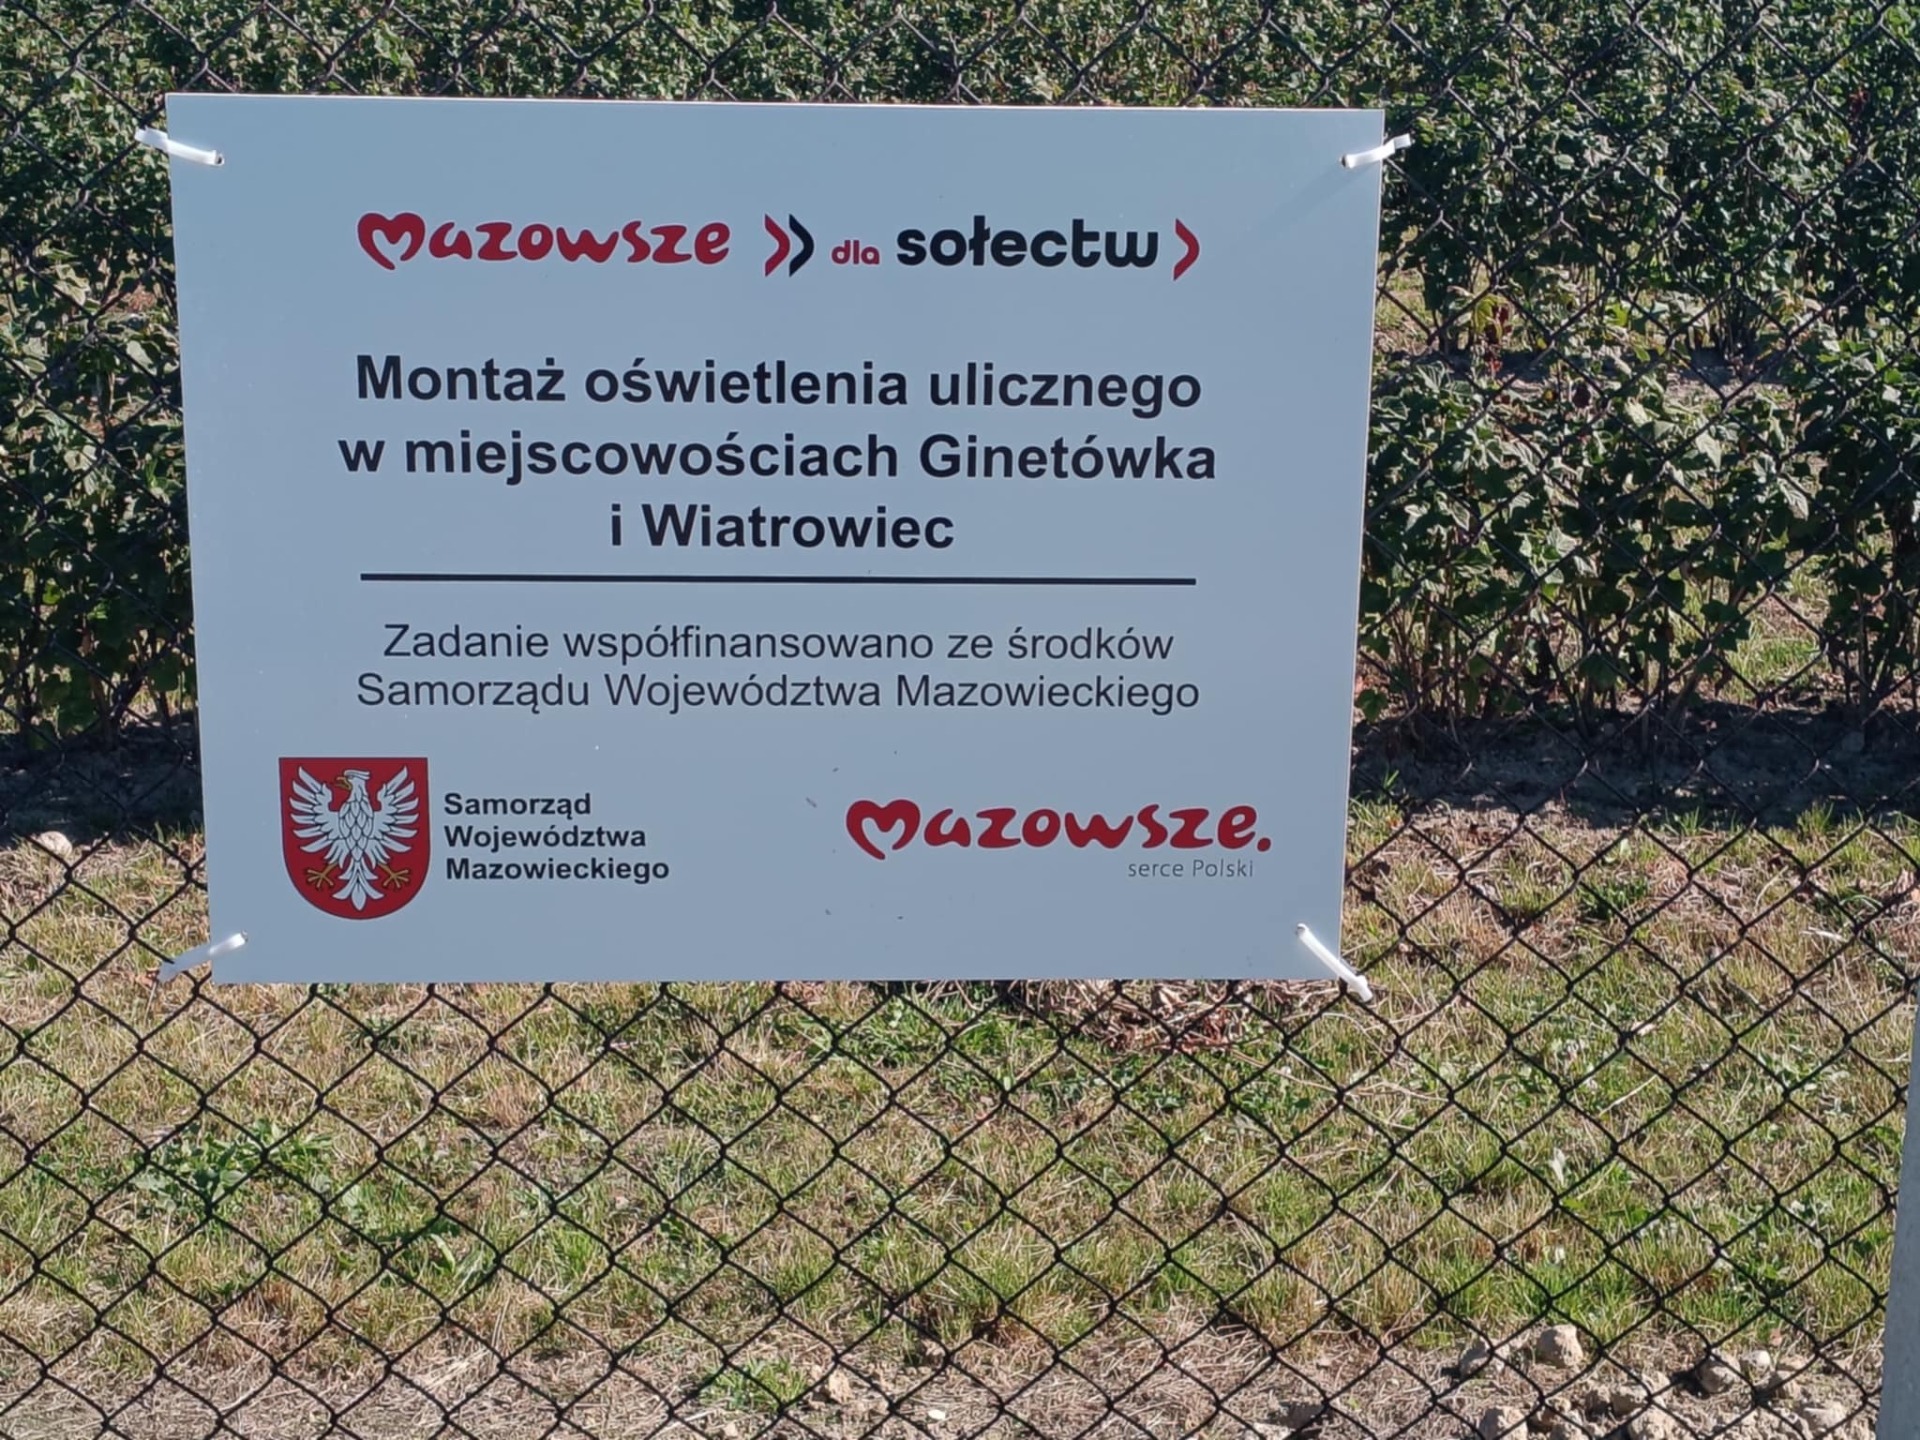 Mazowsze dla sołectw
Montaż oświetlenia ulicznego
w miejscowościach Ginetówka
i Wiatrowiec
Zadanie współfinansowano ze środków
Samorządu Województwa Mazowieckiego
Samorząd
Województwa
Mazowieckiego
Mazowsze.
serce Polski